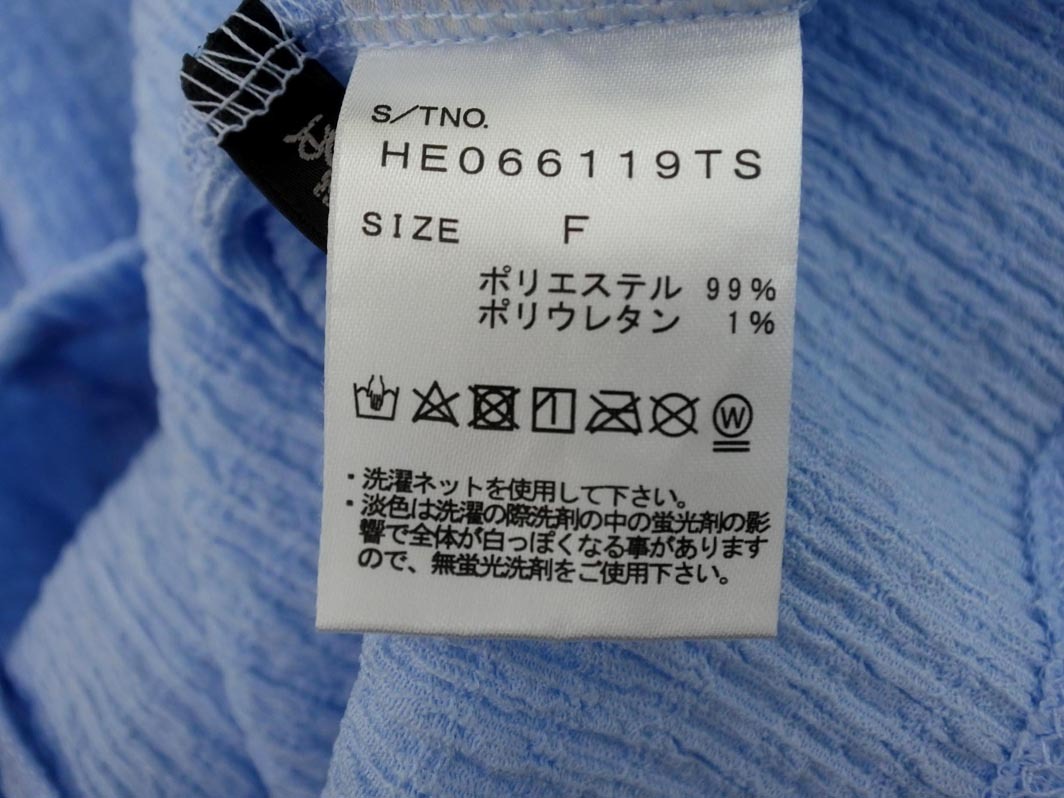 S/TNO.
HE066119TS
SIZE F
ポリエステル 99%
ポリウレタン 1%
W
・洗濯ネットを使用して下さい。
・淡色は洗濯の際洗剤の中の蛍光剤の影
響で全体が白っぽくなる事があります
ので、無蛍光洗剤をご使用下さい。